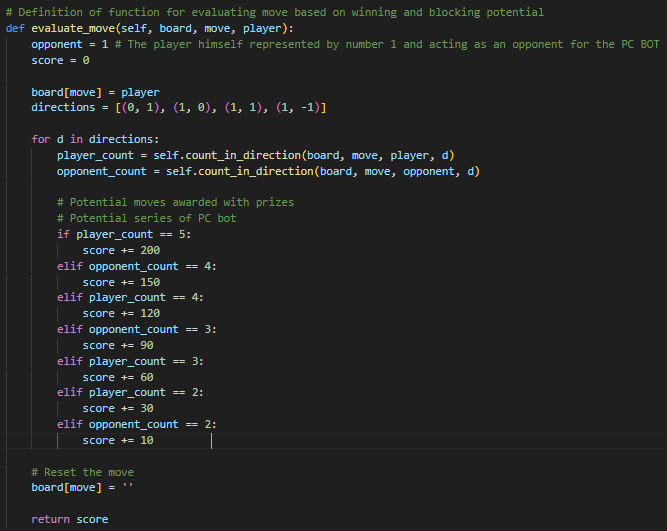 # Definition of function for evaluating move based on winning and blocking potential
def evaluate_move(self, board, move, player):
    opponent = 1 # The player himself represented by number 1 and acting as an opponent for the PC BOT
    score = 0

    board[move] = player
    directions = [(0, 1), (1, 0), (1, 1), (1, -1)]

    for d in directions:
        player_count = self.count_in_direction(board, move, player, d)
        opponent_count = self.count_in_direction(board, move, opponent, d)

        # Potential moves awarded with prizes
        # Potential series of PC bot
        if player_count == 5:
            score += 200
        elif opponent_count == 4:
            score += 150
        elif player_count == 4:
            score += 120
        elif opponent_count == 3:
            score += 90
        elif player_count == 3:
            score += 60
        elif player_count == 2:
            score += 30
        elif opponent_count == 2:
            score += 10

    # Reset the move
    board[move] = ''

    return score